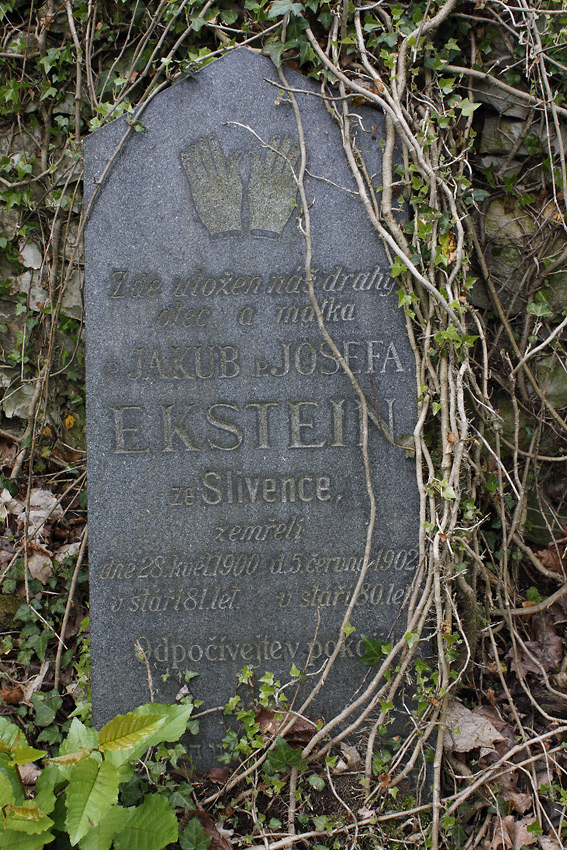 Zde uložen náš drahý
otec a matka
p. JAKUB p. JOSEFA
EKSTEIN
ze Slivence,
zemřeli
dne 28. květ. 1900 d. 5. června 1902
v stáří 81. let. v stáří 80. let.
Odpočívejte v pokoji